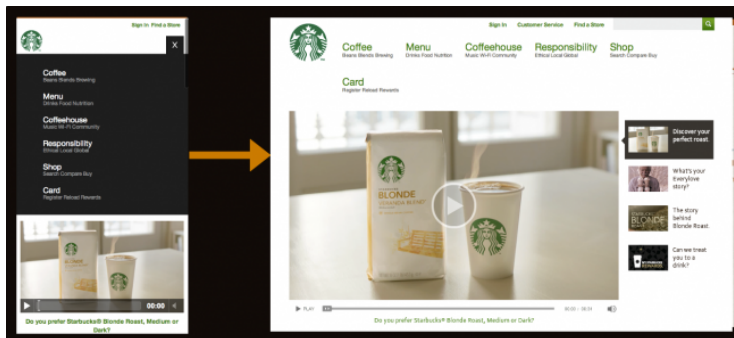 Sign In Find a Store
X
Coffee
Beans Blends Brewing
Menu
Drinks Food Nutrition
Coffeehouse
Music Wi-Fi Community
Responsibility
Ethical Local Global
Shop
Search Compare Buy
Card
Register Reload Rewards
BLONDE
00:00
Do you prefer Starbucks® Blonde Roast, Medium or
Dark?
Sign In Customer Service Find a Store
Coffee Menu Coffeehouse Responsibility Shop
Beans Blends Brewing Drinks Food Nutrition Music Wi-Fi Community Ethical Local Global Search Compare Buy
Card
Register Reload Rewards
BLONDE
VERANDA BLEND
Discover your
perfect roast.
What's your
Everylove
story?
The story
behind
Blonde Roast.
BLONDE
Can we treat
you to a
drink?
PLAY
Do you prefer Starbucks® Blonde Roast, Medium or Dark?